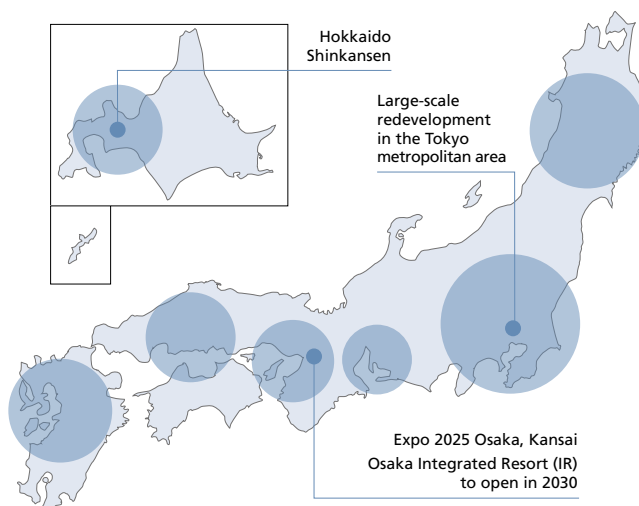 Hokkaido
Shinkansen
Large-scale
redevelopment
in the Tokyo
metropolitan area
Expo 2025 Osaka, Kansai
Osaka Integrated Resort (IR)
to open in 2030